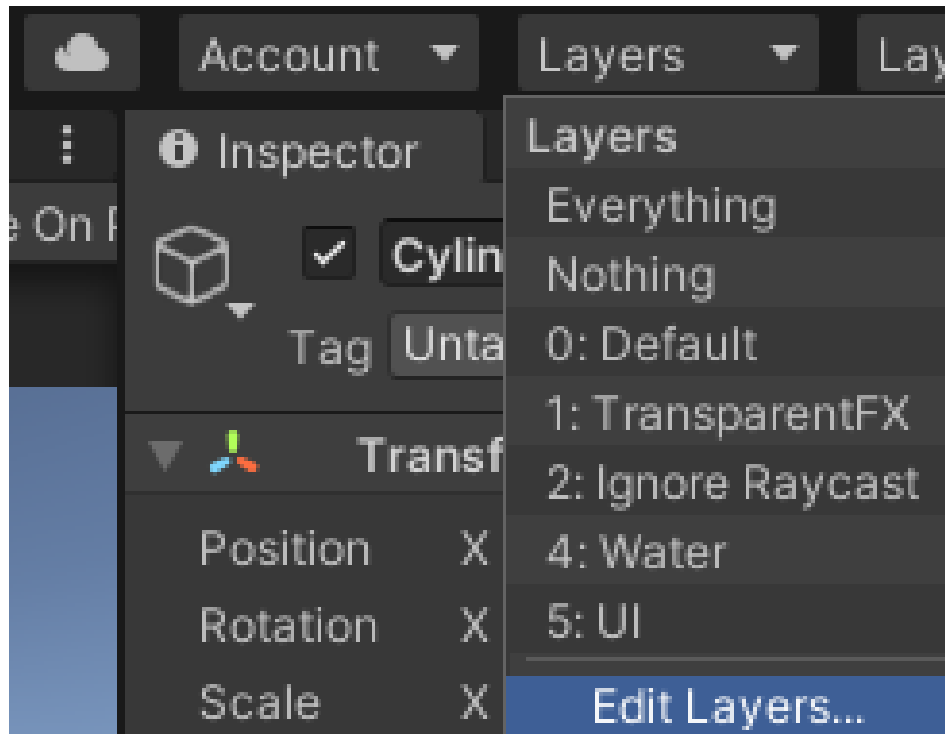 Account Layers Lay
Inspector
Layers
Everything
e On P
Cylin
Nothing
Tag Unta
0: Default
1: TransparentFX
Transf
2: Ignore Raycast
Position X
4: Water
Rotation X
5: UI
Scale X
Edit Layers...